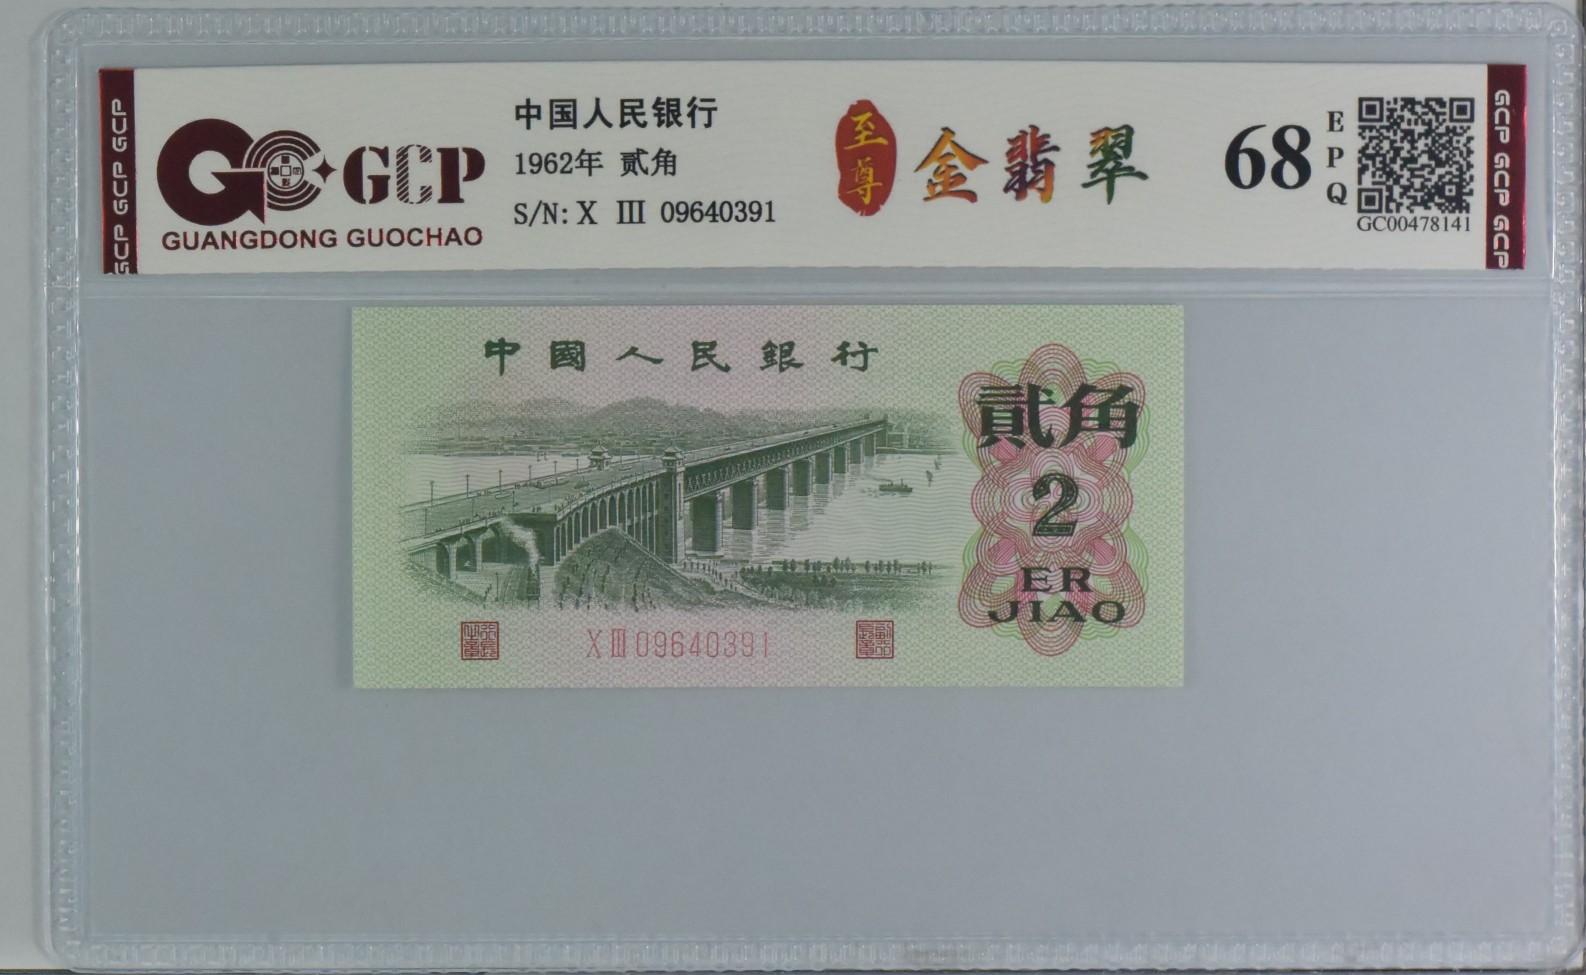 GCP GCP GCP
GCP
GUANGDONG GUOCHAO
中国人民银行
1962年 贰角
S/N: X III 09640391
至尊
金翡翠
68
EPQ
GC00478141
GCP GCP GCP
中國人民銀行
貳角
2
ER
JIAO
X III 09640391